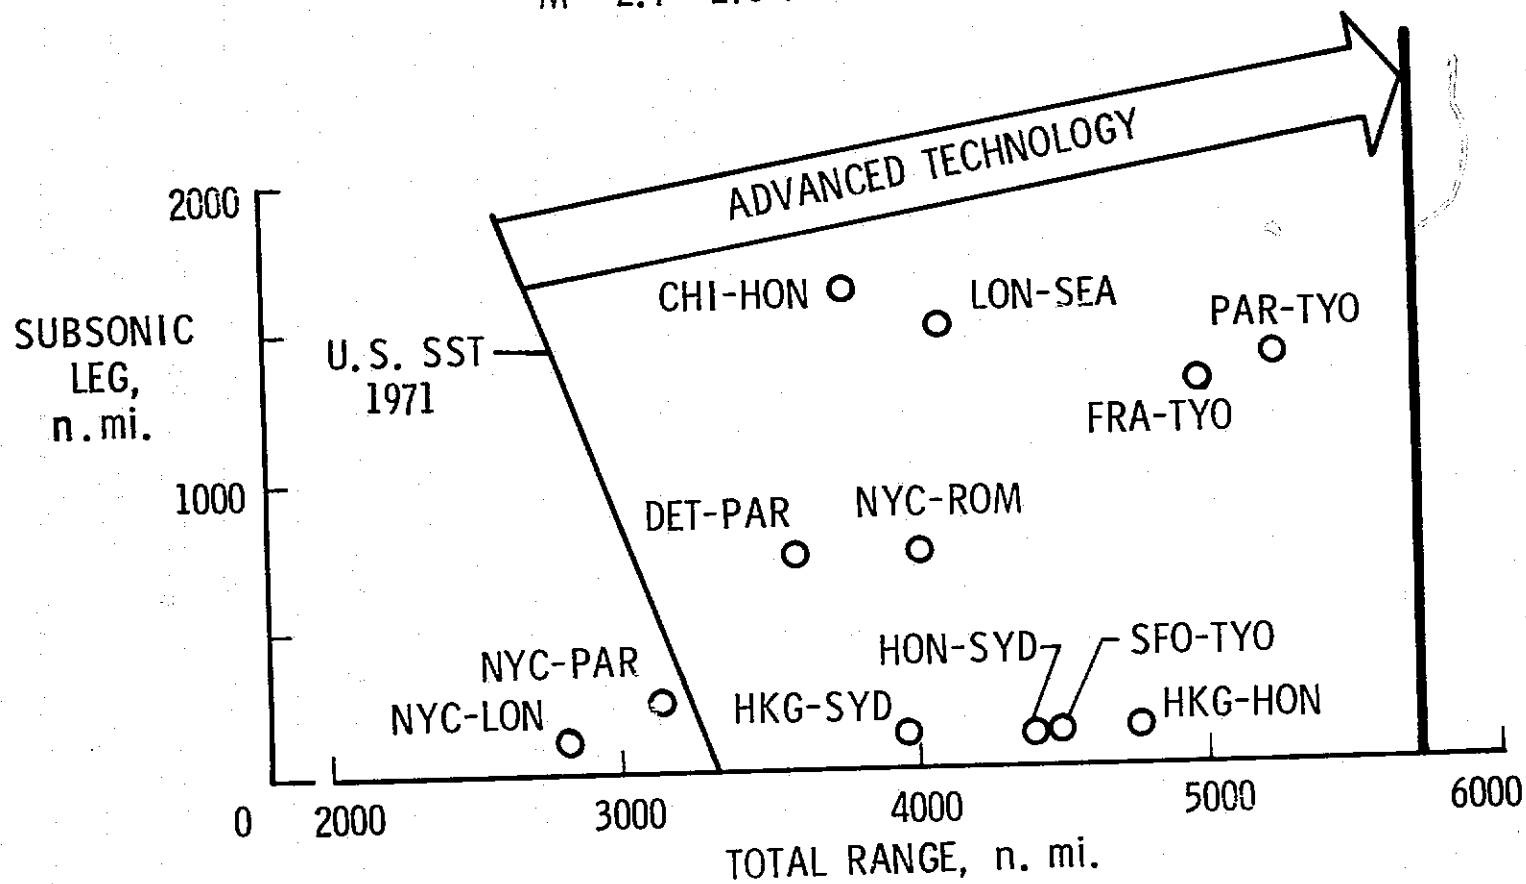 ADVANCED TECHNOLOGY
2000
CHI-HON
LON-SEA
PAR-TYO
SUBSONIC
LEG,
n.mi.
U.S. SST
1971
FRA-TYO
1000
DET-PAR
NYC-ROM
HON-SYD
SFO-TYO
NYC-PAR
NYC-LON
HKG-SYD
HKG-HON
0
2000
3000
4000
5000
6000
TOTAL RANGE, n. mi.